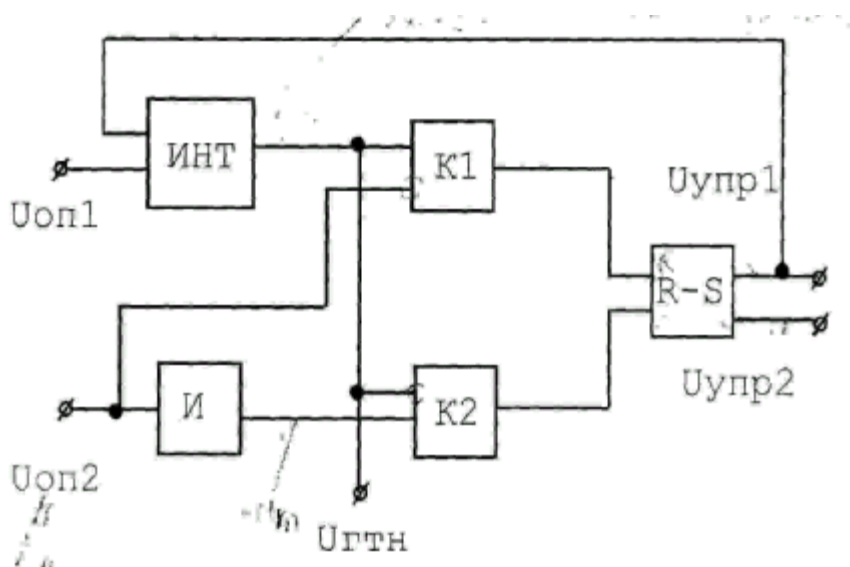 ИНТ
К1
Uоп1
Uупр1
R-S
И
К2
Uупр2
Uоп2
Uгтн